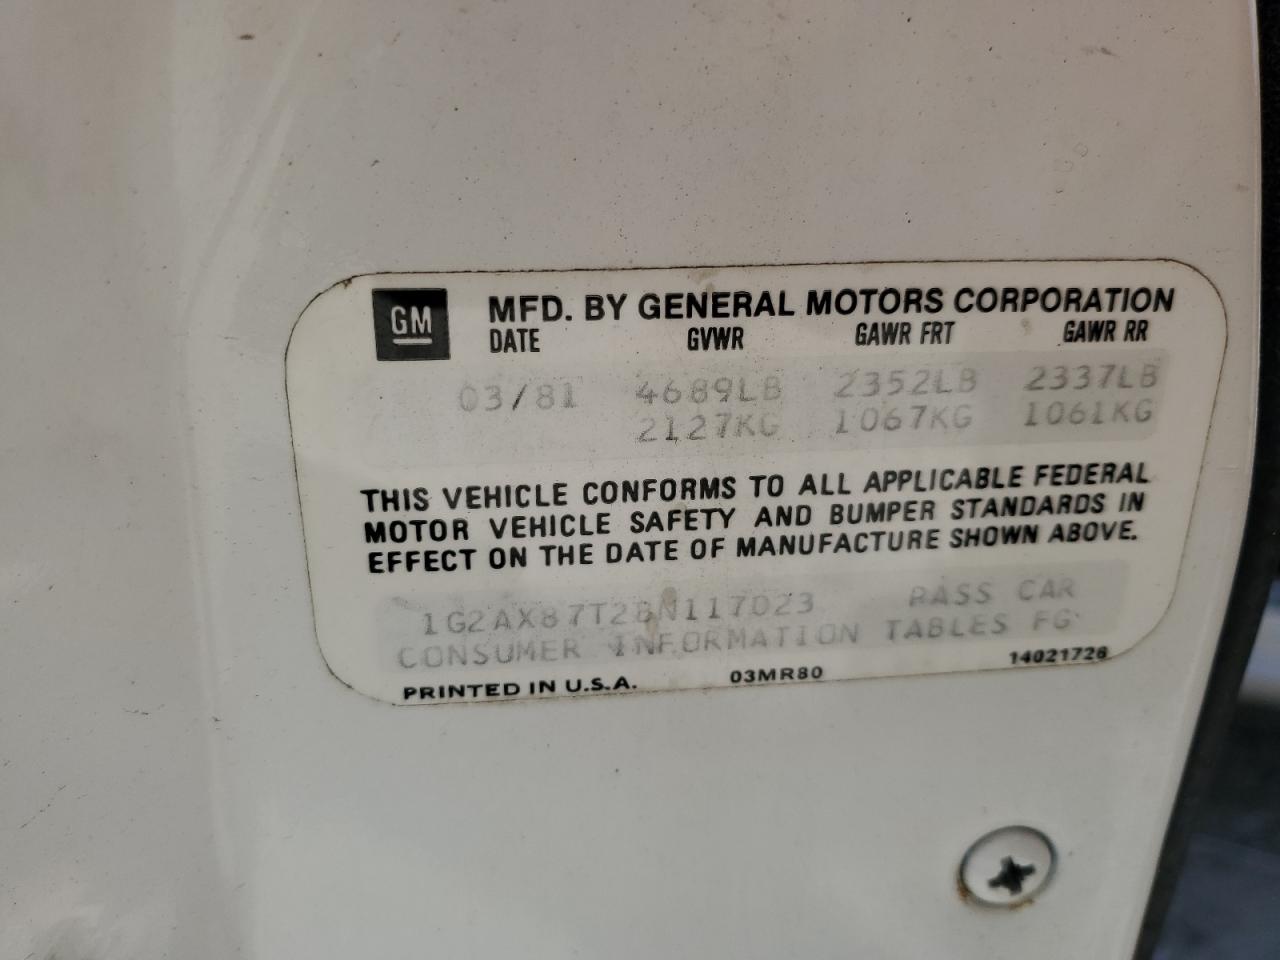 GM MFD. BY GENERAL MOTORS CORPORATION
DATE GVWR GAWR FRT GAWR RR
03/81 4689LB 2352LB 2337LB
2127KG 1067KG 1061KG
THIS VEHICLE CONFORMS TO ALL APPLICABLE FEDERAL
MOTOR VEHICLE SAFETY AND BUMPER STANDARDS IN
EFFECT ON THE DATE OF MANUFACTURE SHOWN ABOVE.
1G2AX87T2BN117023 PASS CAR
CONSUMER INFORMATION TABLES FG
PRINTED IN U.S.A. 03MR80 14021726